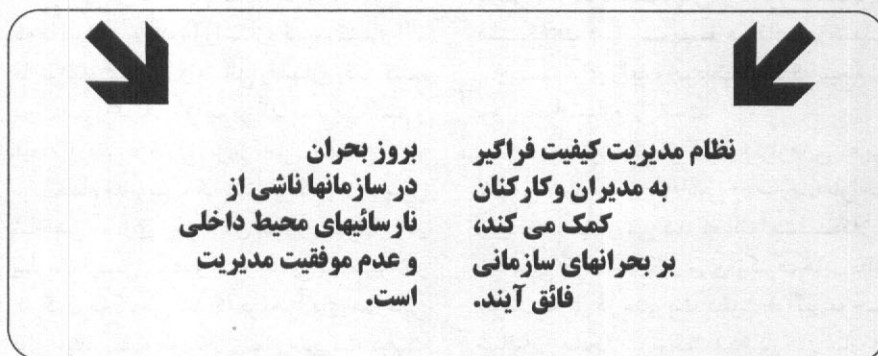 نظام مدیریت کیفیت فراگیر
به مدیران وکارکنان
کمک می کند،
بر بحرانهای سازمانی
فائق آیند.
بروز بحران
در سازمانها ناشی از
نارسائیهای محیط داخلی
و عدم موفقیت مدیریت
است.